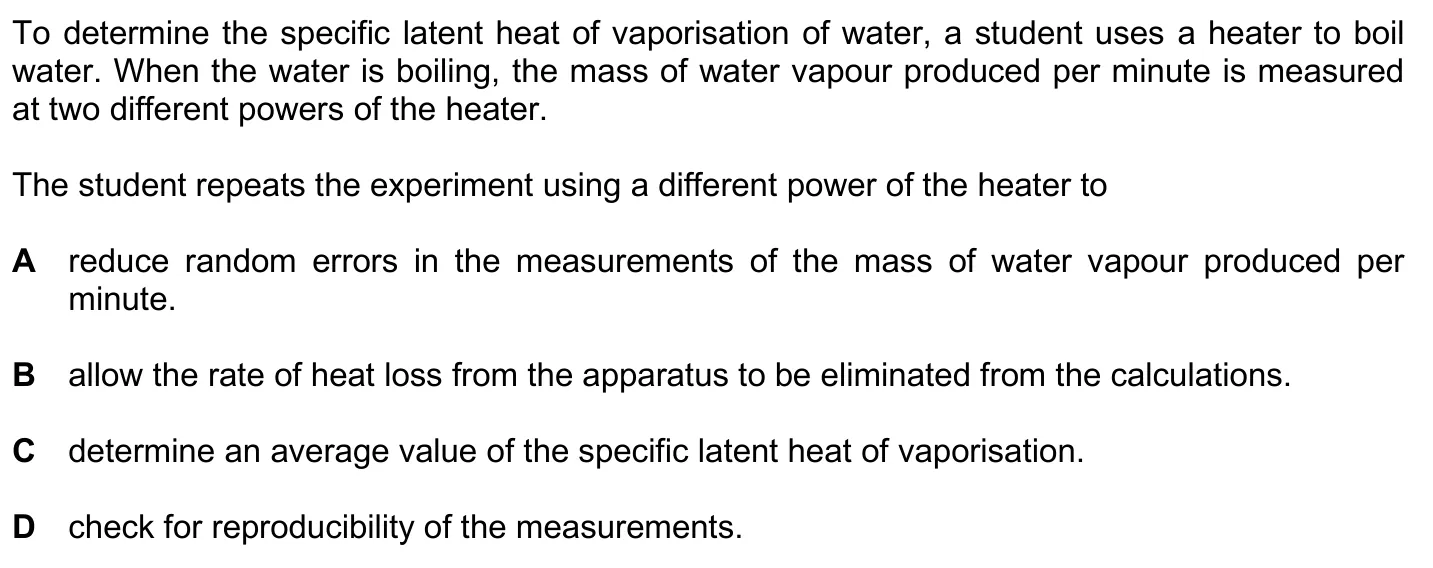 To determine the specific latent heat of vaporisation of water, a student uses a heater to boil
water. When the water is boiling, the mass of water vapour produced per minute is measured
at two different powers of the heater.
The student repeats the experiment using a different power of the heater to
A reduce random errors in the measurements of the mass of water vapour produced per
minute.
B allow the rate of heat loss from the apparatus to be eliminated from the calculations.
C determine an average value of the specific latent heat of vaporisation.
D check for reproducibility of the measurements.